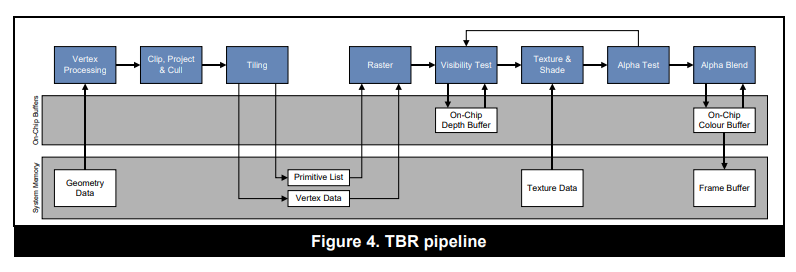 Vertex
Processing
Clip, Project
& Cull
Tiling
Raster
Visibility Test
Texture &
Shade
Alpha Test
Alpha Blend
On-Chip Buffers
On-Chip
Depth Buffer
On-Chip
Colour Buffer
System Memory
Geometry
Data
Primitive List
Vertex Data
Texture Data
Frame Buffer
Figure 4. TBR pipeline